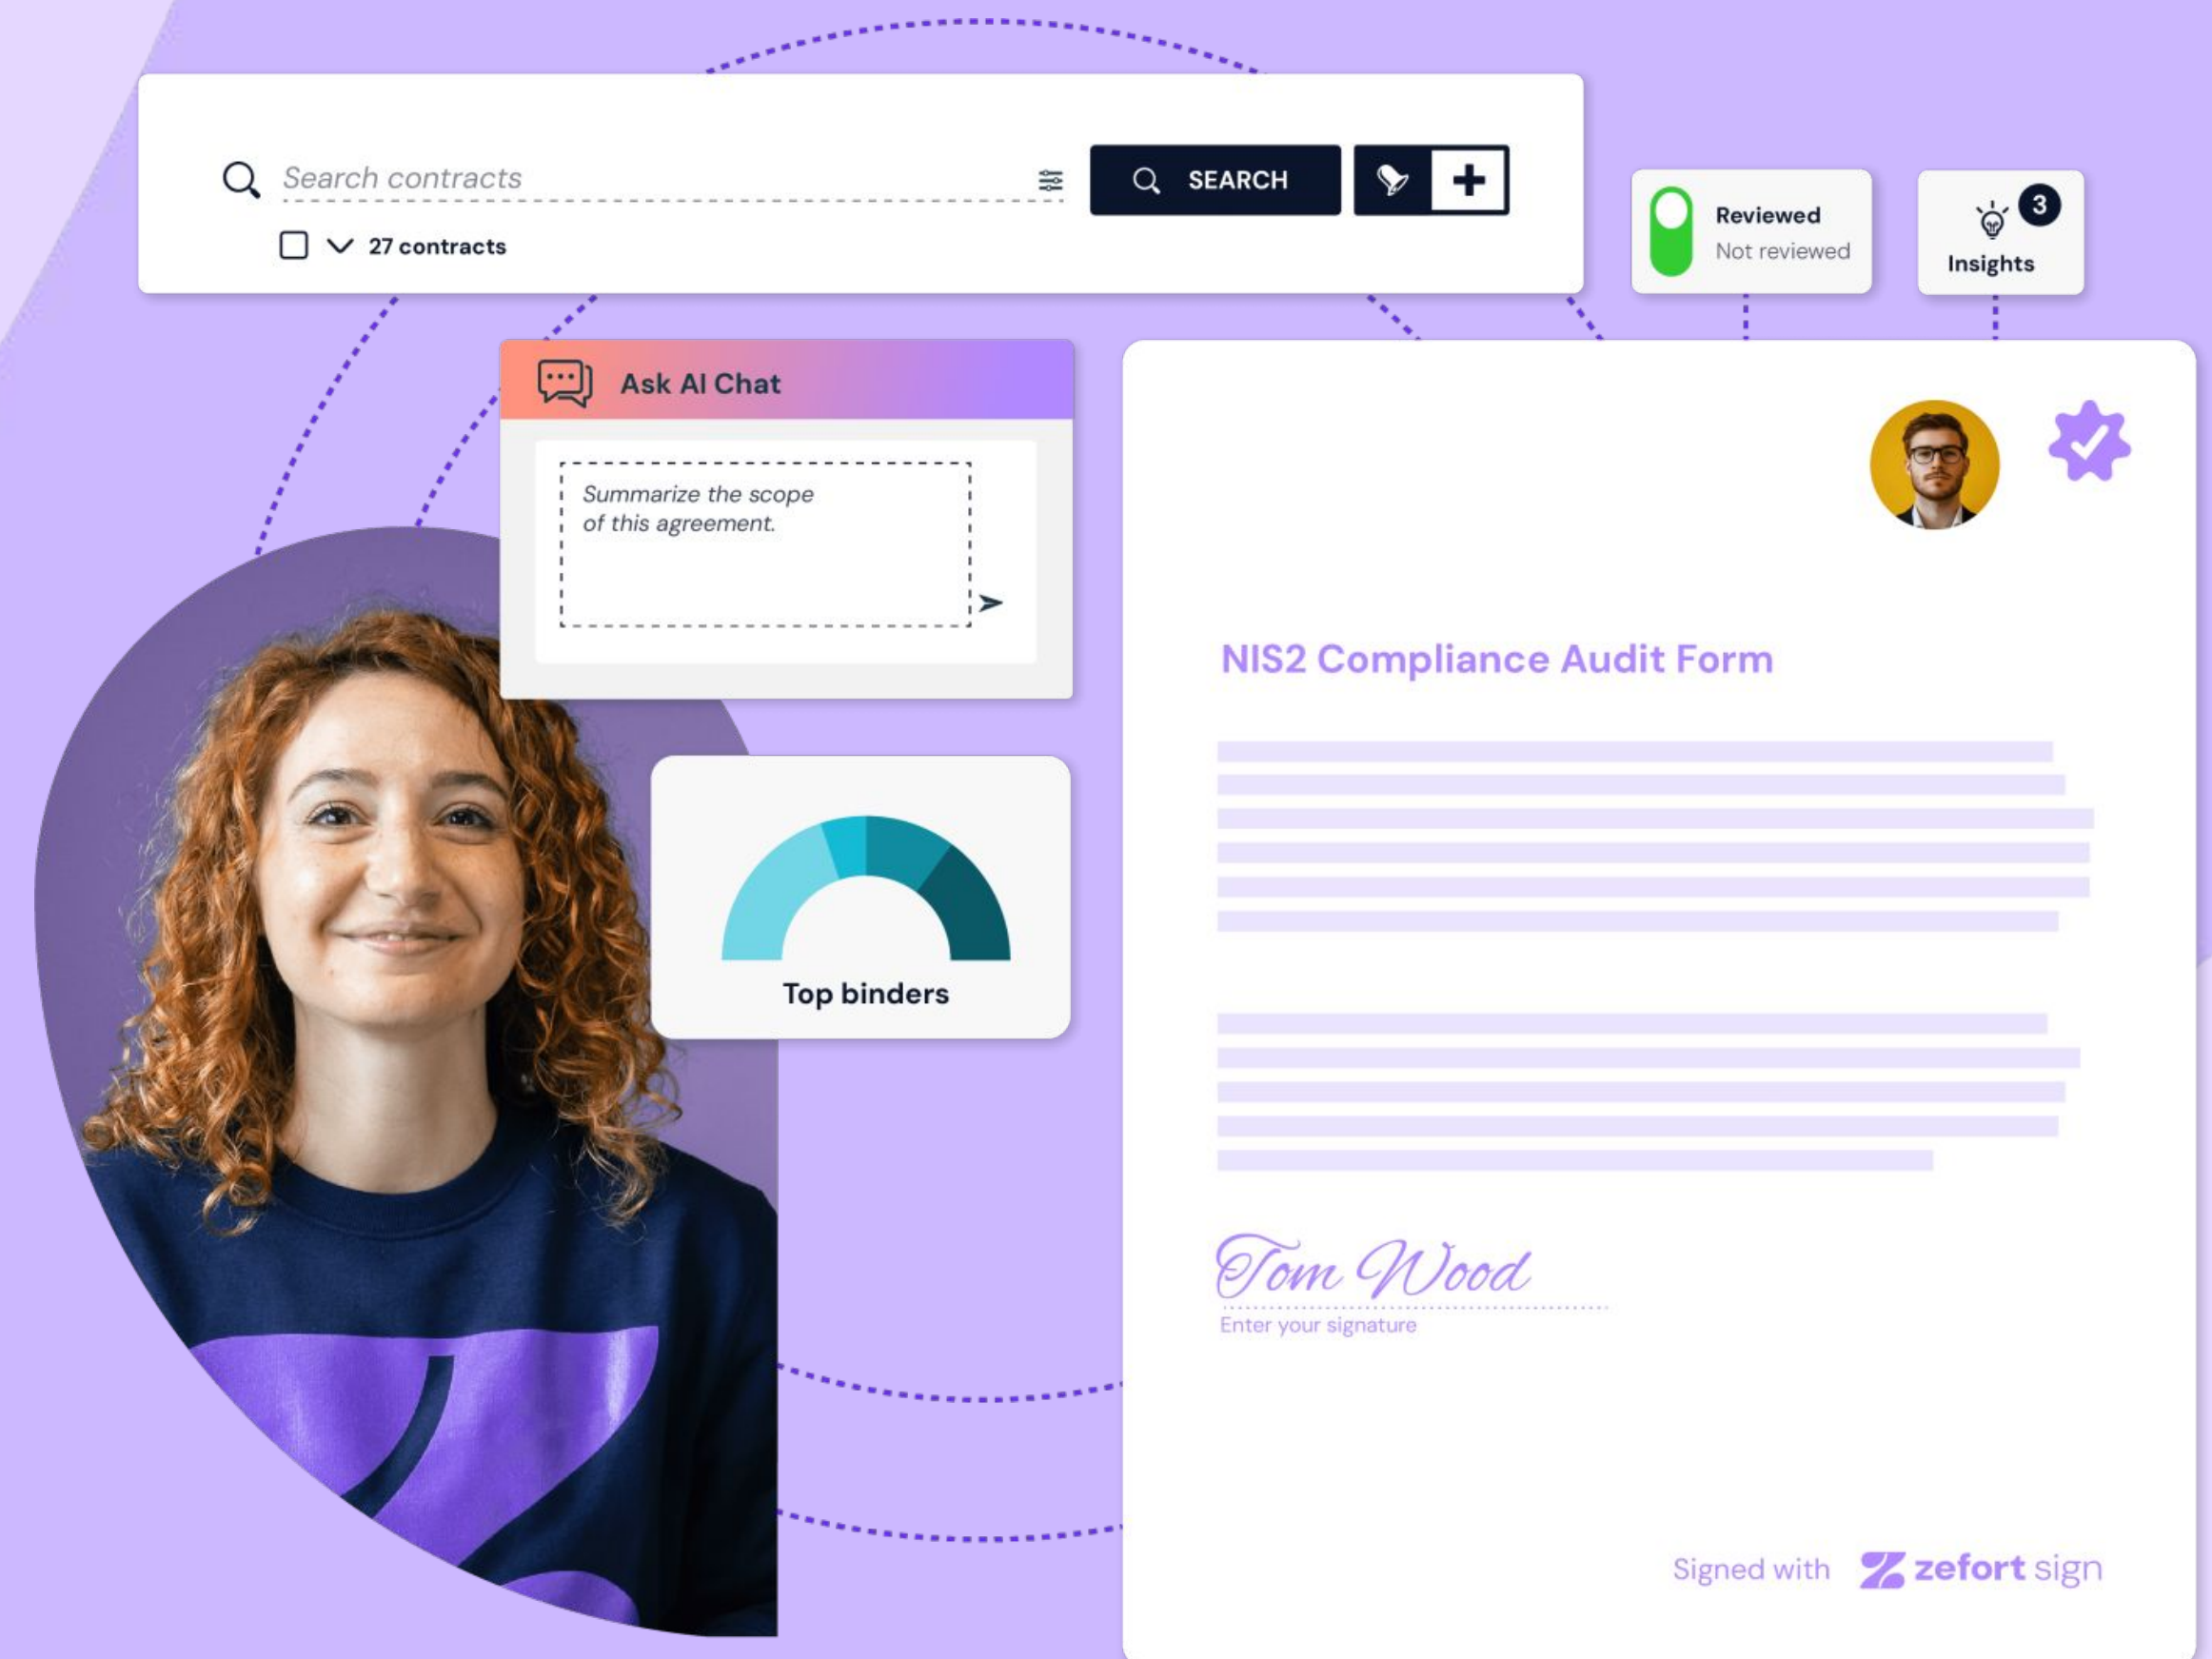 Search contracts
SEARCH
27 contracts
Reviewed
Not reviewed
3
Insights
Ask AI Chat
Summarize the scope
of this agreement.
Top binders
NIS2 Compliance Audit Form
Tom Wood
Enter your signature
Signed with zefort sign